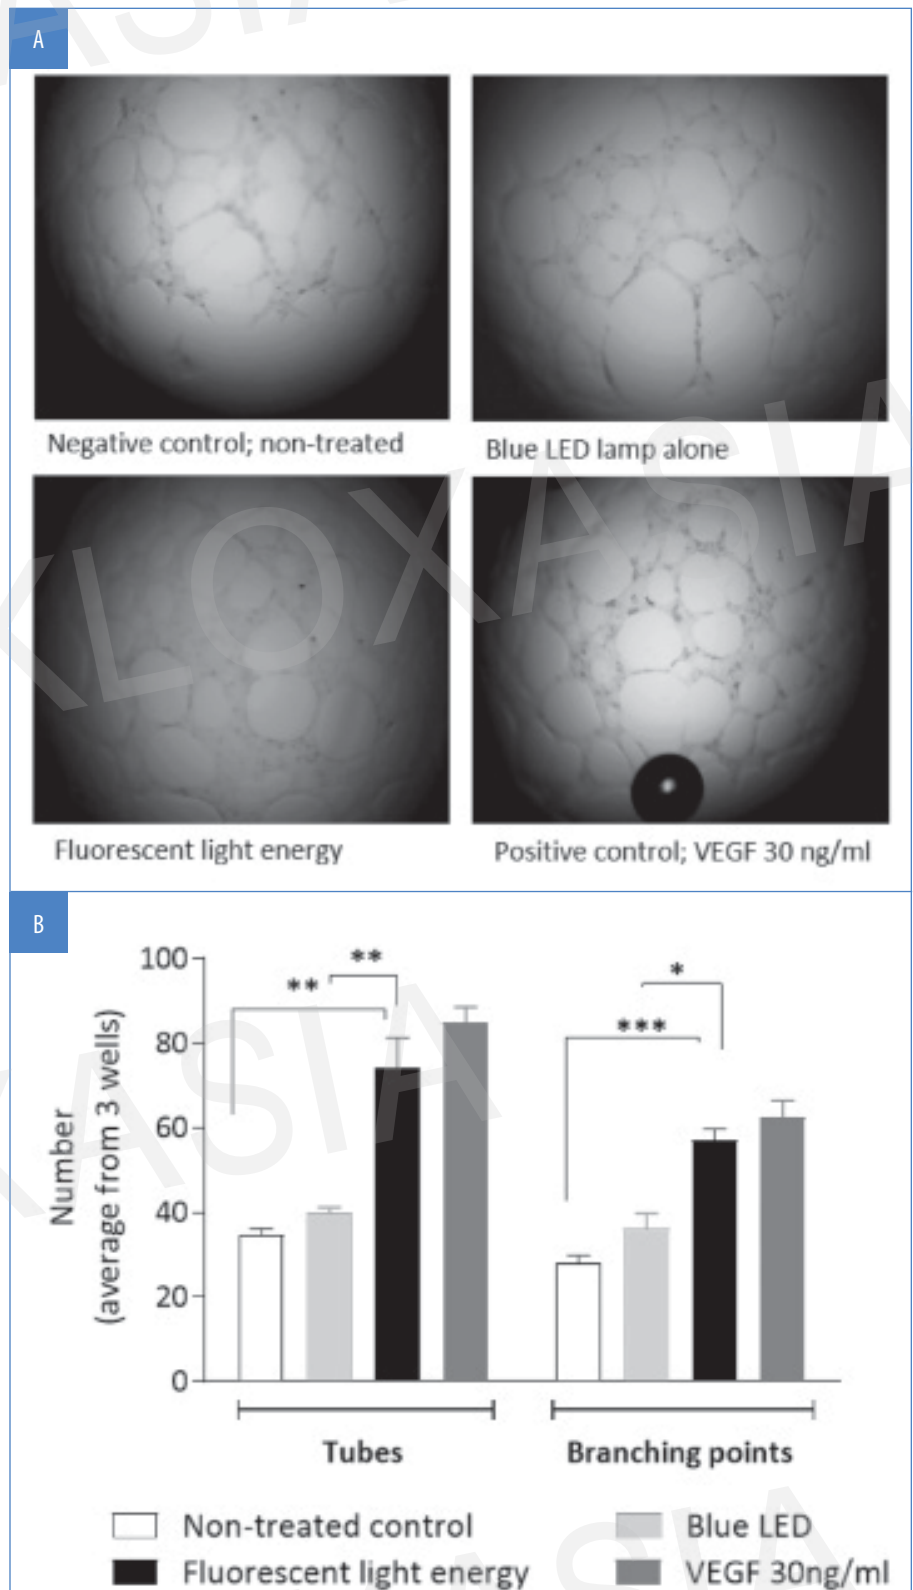 A
Negative control; non-treated
Blue LED lamp alone
Fluorescent light energy
Positive control; VEGF 30 ng/ml
KLOXASIA
B
100
80
60
40
20
0
Number
(average from 3 wells)
**
**
*
***
Tubes
Branching points
Non-treated control
Blue LED
Fluorescent light energy
VEGF 30ng/ml